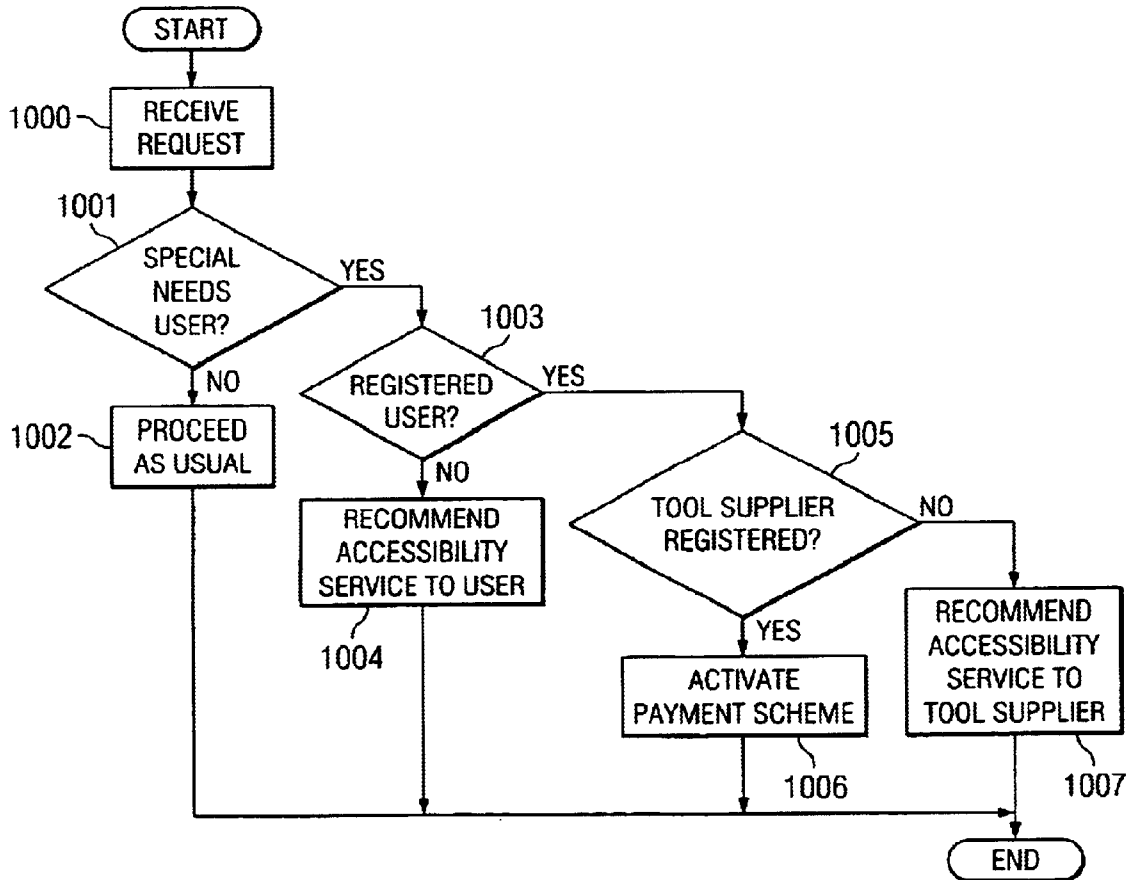 START
1000
RECEIVE
REQUEST
1001
SPECIAL
NEEDS
USER?
YES
NO
1002
PROCEED
AS USUAL
1003
REGISTERED
USER?
YES
NO
RECOMMEND
ACCESSIBILITY
SERVICE TO USER
1004
1005
TOOL SUPPLIER
REGISTERED?
NO
YES
ACTIVATE
PAYMENT SCHEME
1006
RECOMMEND
ACCESSIBILITY
SERVICE TO
TOOL SUPPLIER
1007
END